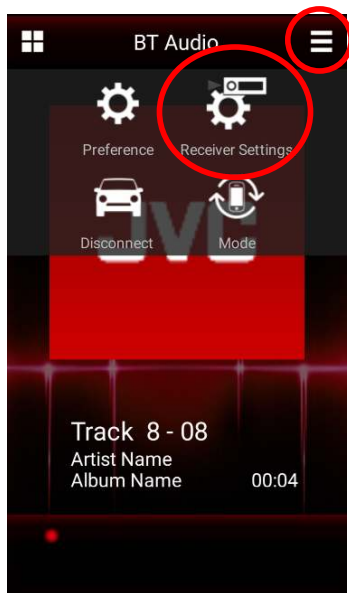 BT Audio
Preference Receiver Settings
Disconnect Mode
JVC
Track 8 - 08
Artist Name
Album Name 00:04